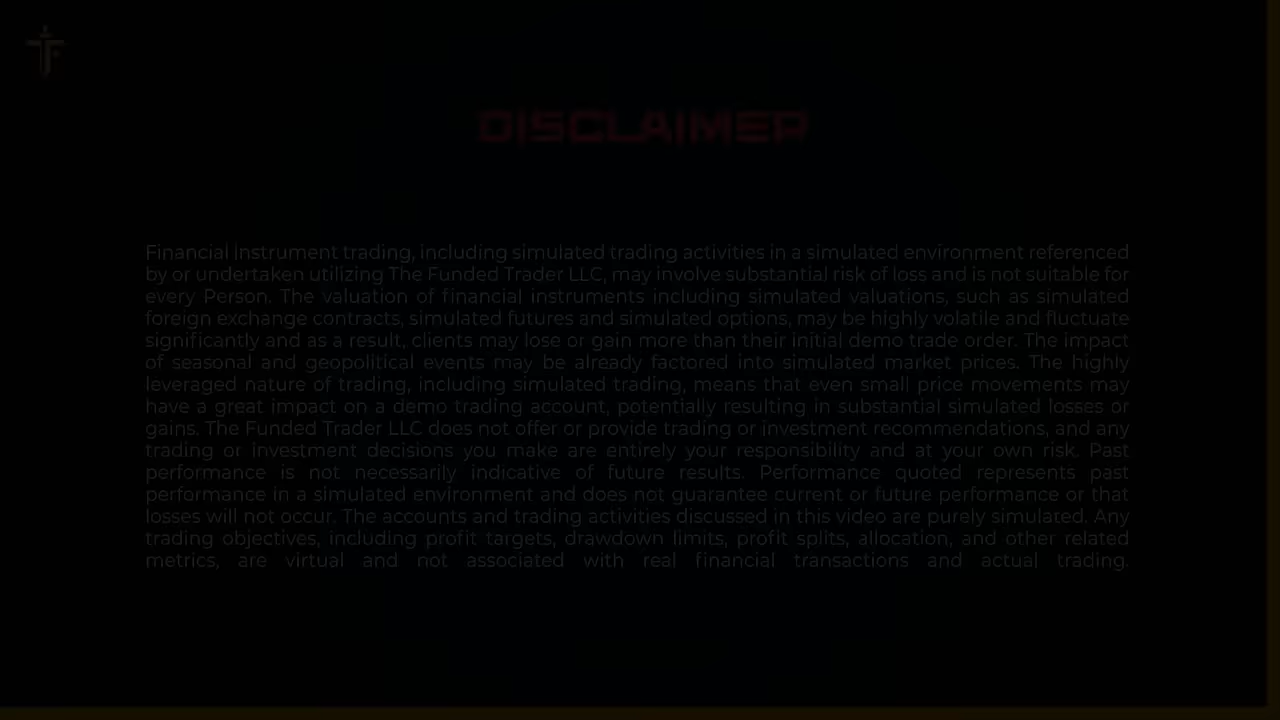 DISCLAIMER
Financial instrument trading, including simulated trading activities in a simulated environment referenced
by or undertaken utilizing The Funded Trader LLC, may involve substantial risk of loss and is not suitable for
every Person. The valuation of financial instruments including simulated valuations, such as simulated
foreign exchange contracts, simulated futures and simulated options, may be highly volatile and fluctuate
significantly and as a result, clients may lose or gain more than their initial demo trade order. The impact
of seasonal and geopolitical events may be already factored into simulated market prices. The highly
leveraged nature of trading, including simulated trading, means that even small price movements may
have a great impact on a demo trading account, potentially resulting in substantial simulated losses or
gains. The Funded Trader LLC does not offer or provide trading or investment recommendations, and any
trading or investment decisions you make are entirely your responsibility and at your own risk. Past
performance is not necessarily indicative of future results. Performance quoted represents past
performance in a simulated environment and does not guarantee current or future performance or that
losses will not occur. The accounts and trading activities discussed in this video are purely simulated. Any
trading objectives, including profit targets, drawdown limits, profit splits, allocation, and other related
metrics, are virtual and not associated with real financial transactions and actual trading.